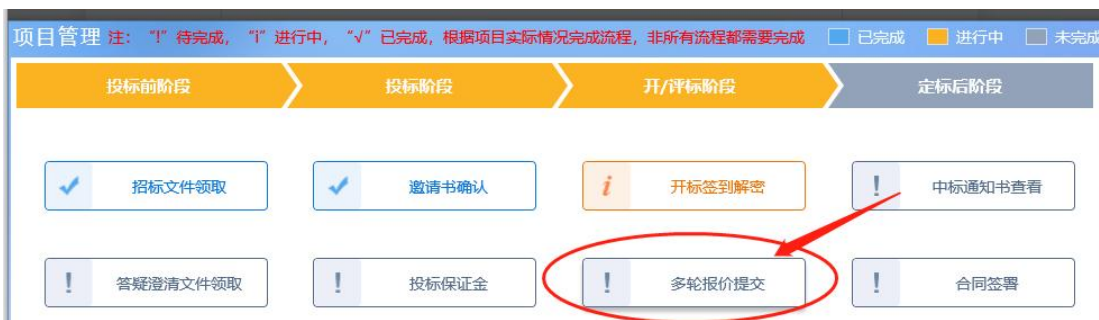 项目管理 注： “!”待完成，“i”进行中，“√”已完成，根据项目实际情况完成流程，非所有流程都需要完成 已完成 进行中 未完成
投标前阶段 投标阶段 开/评标阶段 定标后阶段
招标文件领取 邀请书确认 开标签到解密 中标通知书查看
答疑澄清文件领取 投标保证金 多轮报价提交 合同签署